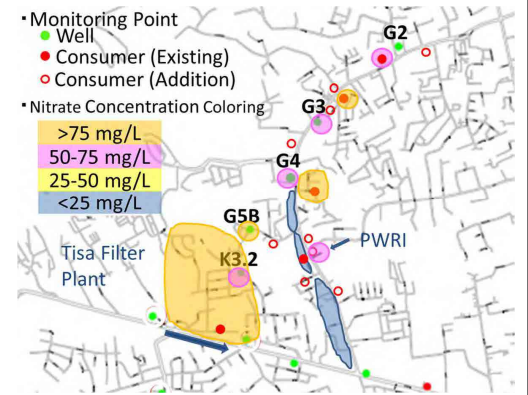 · Monitoring Point
Well
Consumer (Existing)
Consumer (Addition)
· Nitrate Concentration Coloring
>75 mg/L
50-75 mg/L
25-50 mg/L
<25 mg/L
G2
G3
G4
G5B
K3.2
PWRI
Tisa Filter
Plant